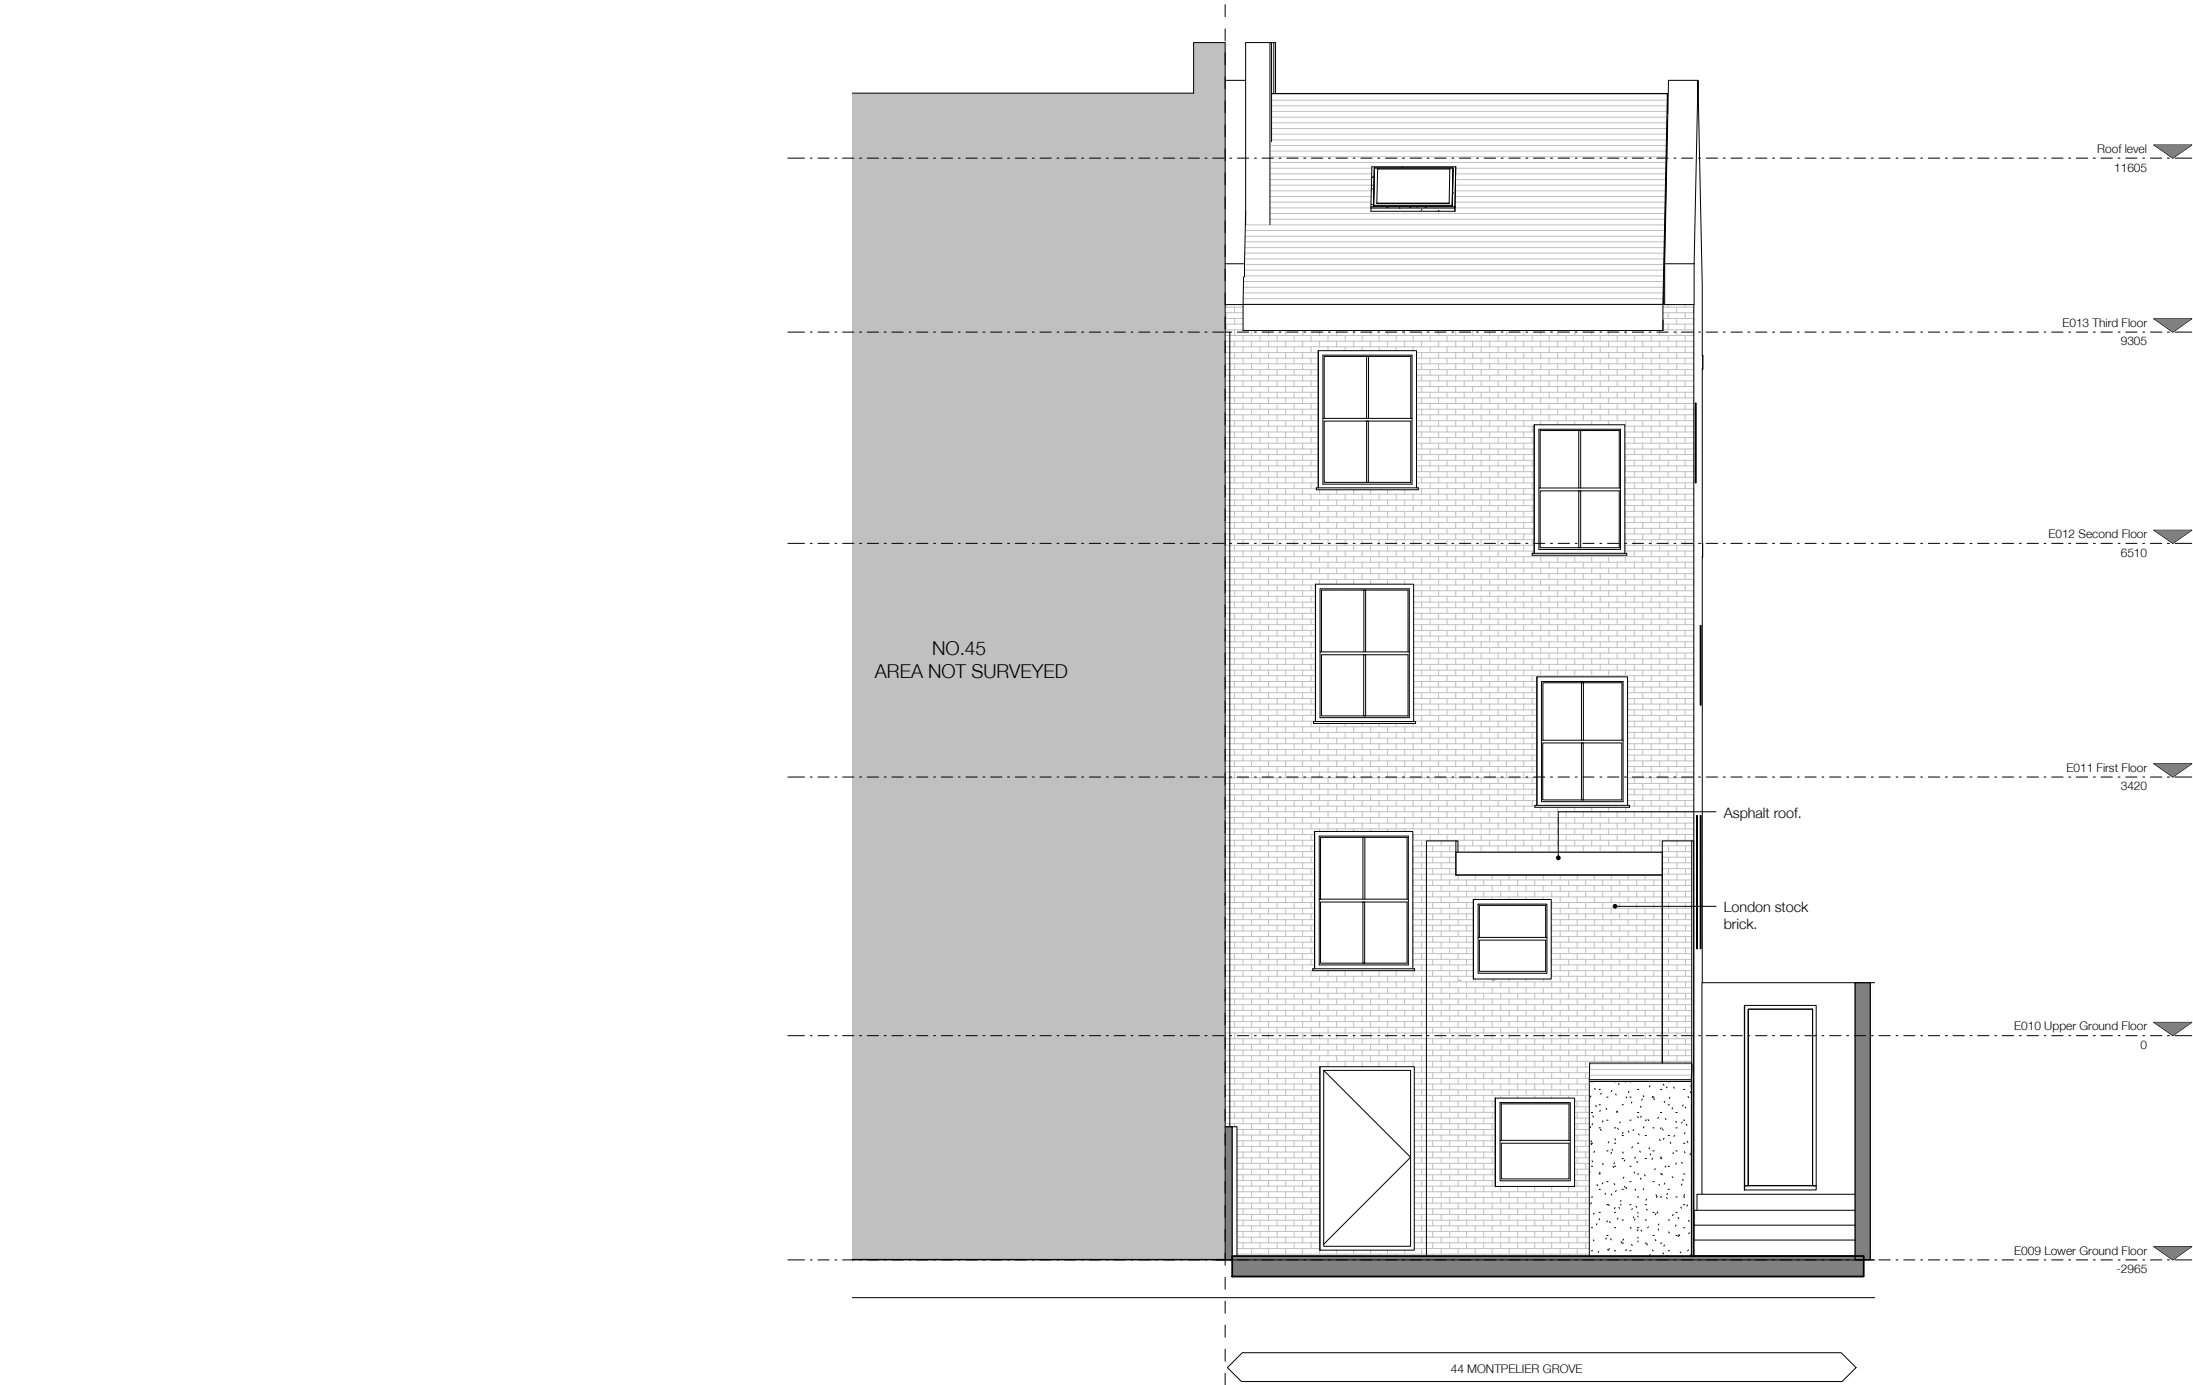 Roof level
11605
E013 Third Floor
9305
E012 Second Floor
6510
NO.45
AREA NOT SURVEYED
E011 First Floor
3420
Asphalt roof.
London stock
brick.
E010 Upper Ground Floor
0
E009 Lower Ground Floor
-2965
44 MONTPELIER GROVE